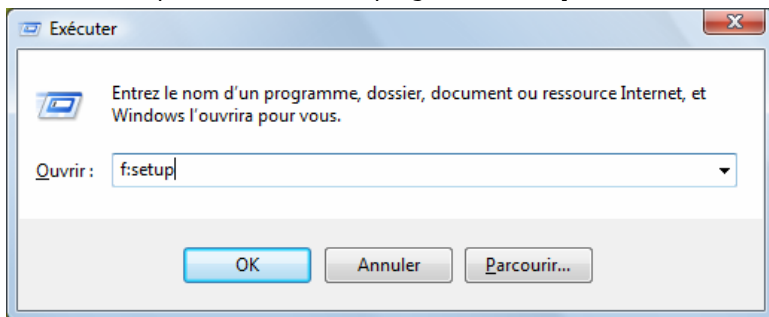 Exécuter
Entrez le nom d'un programme, dossier, document ou ressource Internet, et
Windows l'ouvrira pour vous.
Ouvrir : f:setup
OK Annuler Parcourir...